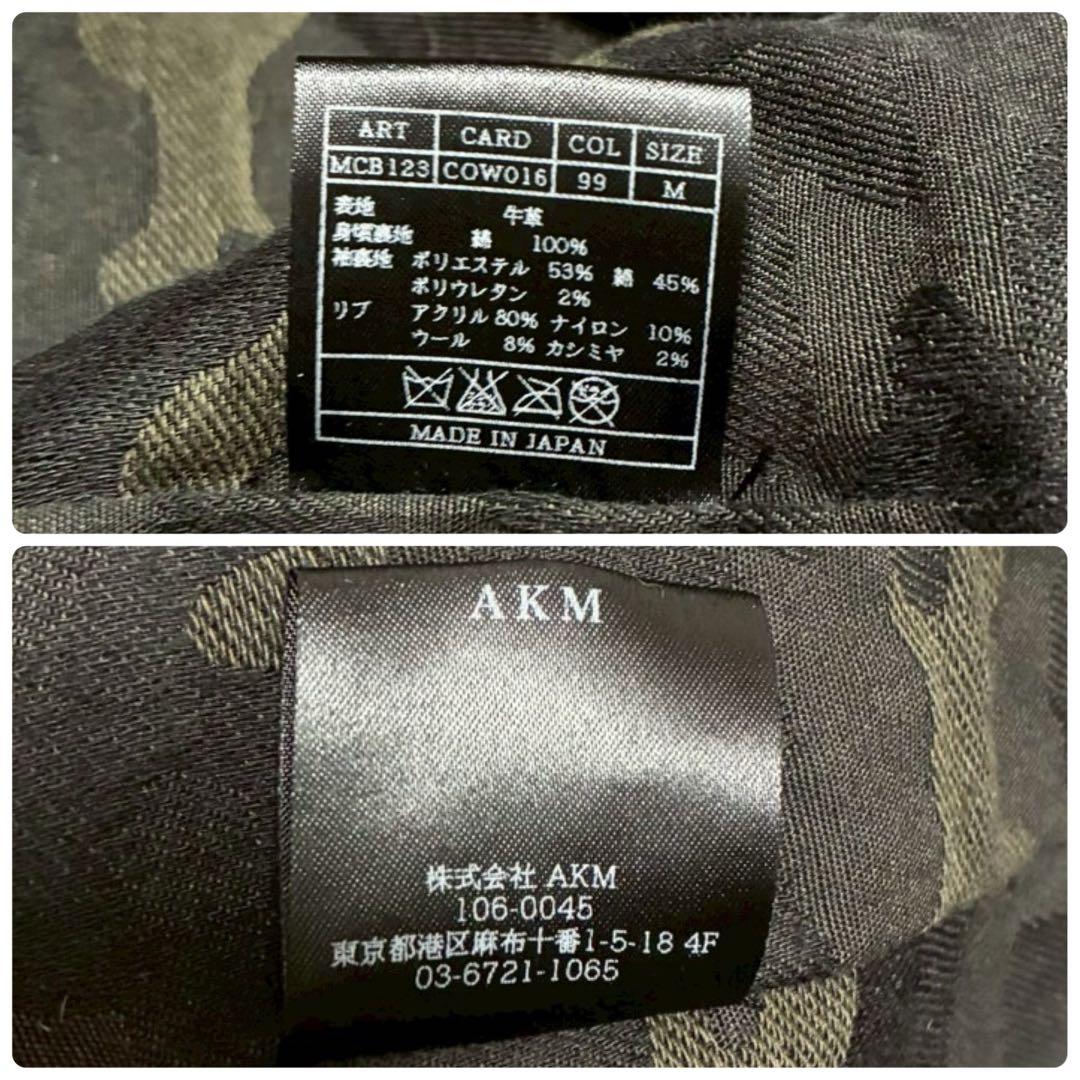 ART CARD COL SIZE
MCB123 COW016 99 M
表地 牛革
身頃裏地 綿 100%
袖裏地 ポリエステル 53% 綿 45%
ポリウレタン 2%
リブ アクリル 80% ナイロン 10%
ウール 8% カシミヤ 2%
MADE IN JAPAN
AKM
株式会社 AKM
106-0045
東京都港区麻布十番1-5-18 4F
03-6721-1065